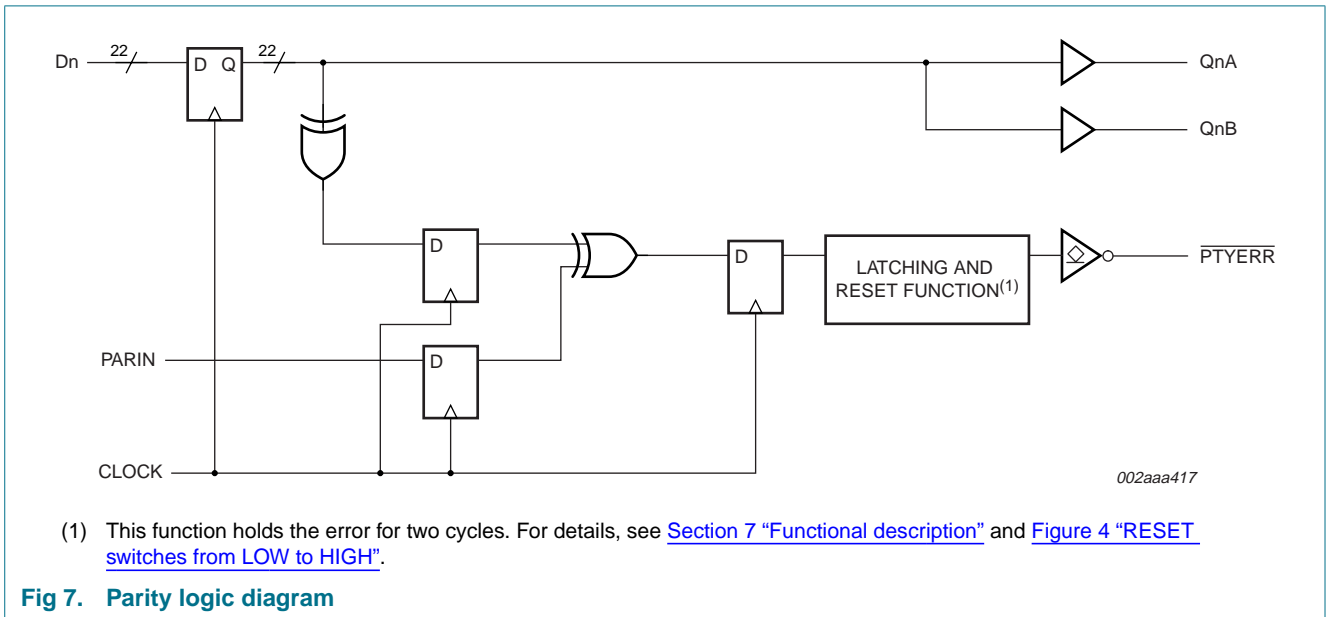 Dn 22 D Q 22 QnA
QnB
D D D LATCHING AND
RESET FUNCTION(1) PTYERR
PARIN D
CLOCK
002aaa417
(1) This function holds the error for two cycles. For details, see Section 7 “Functional description” and Figure 4 “RESET
switches from LOW to HIGH”.
Fig 7. Parity logic diagram